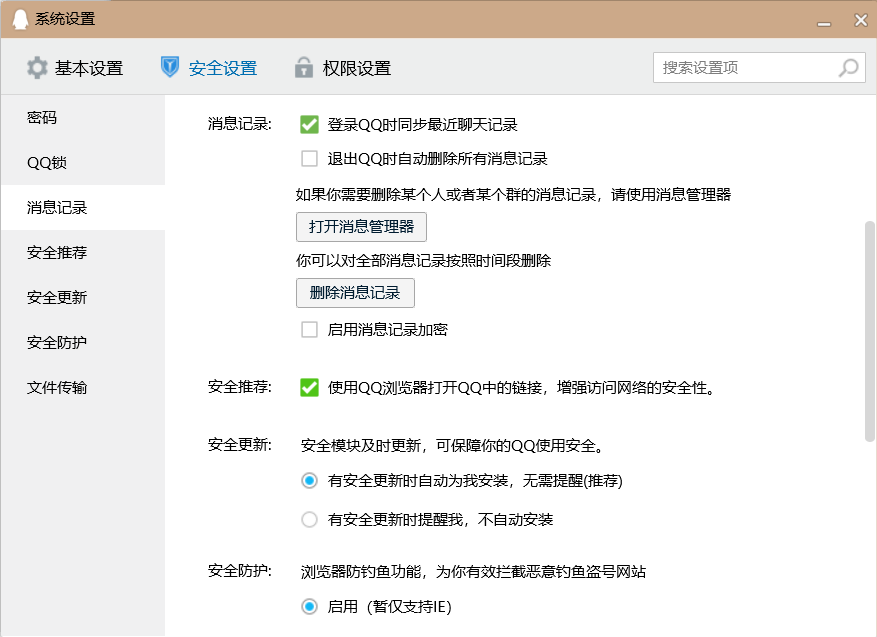 系统设置
基本设置
安全设置
权限设置
搜索设置项
密码
QQ锁
消息记录
安全推荐
安全更新
安全防护
文件传输
消息记录:
登录QQ时同步最近聊天记录
退出QQ时自动删除所有消息记录
如果你需要删除某个人或者某个群的消息记录，请使用消息管理器
打开消息管理器
你可以对全部消息记录按照时间段删除
删除消息记录
启用消息记录加密
安全推荐:
使用QQ浏览器打开QQ中的链接，增强访问网络的安全性。
安全更新:
安全模块及时更新，可保障你的QQ使用安全。
有安全更新时自动为我安装，无需提醒(推荐)
有安全更新时提醒我，不自动安装
安全防护:
浏览器防钓鱼功能，为你有效拦截恶意钓鱼盗号网站
启用（暂仅支持IE)